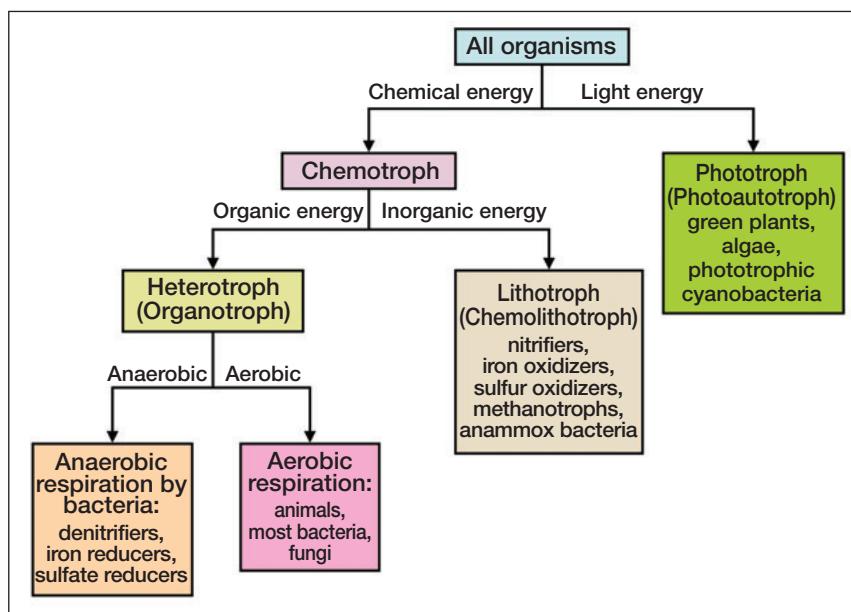 All organisms
Chemical energy
Light energy
Chemotroph
Phototroph
(Photoautotroph)
green plants,
algae,
phototrophic
cyanobacteria
Organic energy
Inorganic energy
Heterotroph
(Organotroph)
Lithotroph
(Chemolithotroph)
nitrifiers,
iron oxidizers,
sulfur oxidizers,
methanotrophs,
anammox bacteria
Anaerobic
Aerobic
Anaerobic
respiration by
bacteria:
denitrifiers,
iron reducers,
sulfate reducers
Aerobic
respiration:
animals,
most bacteria,
fungi